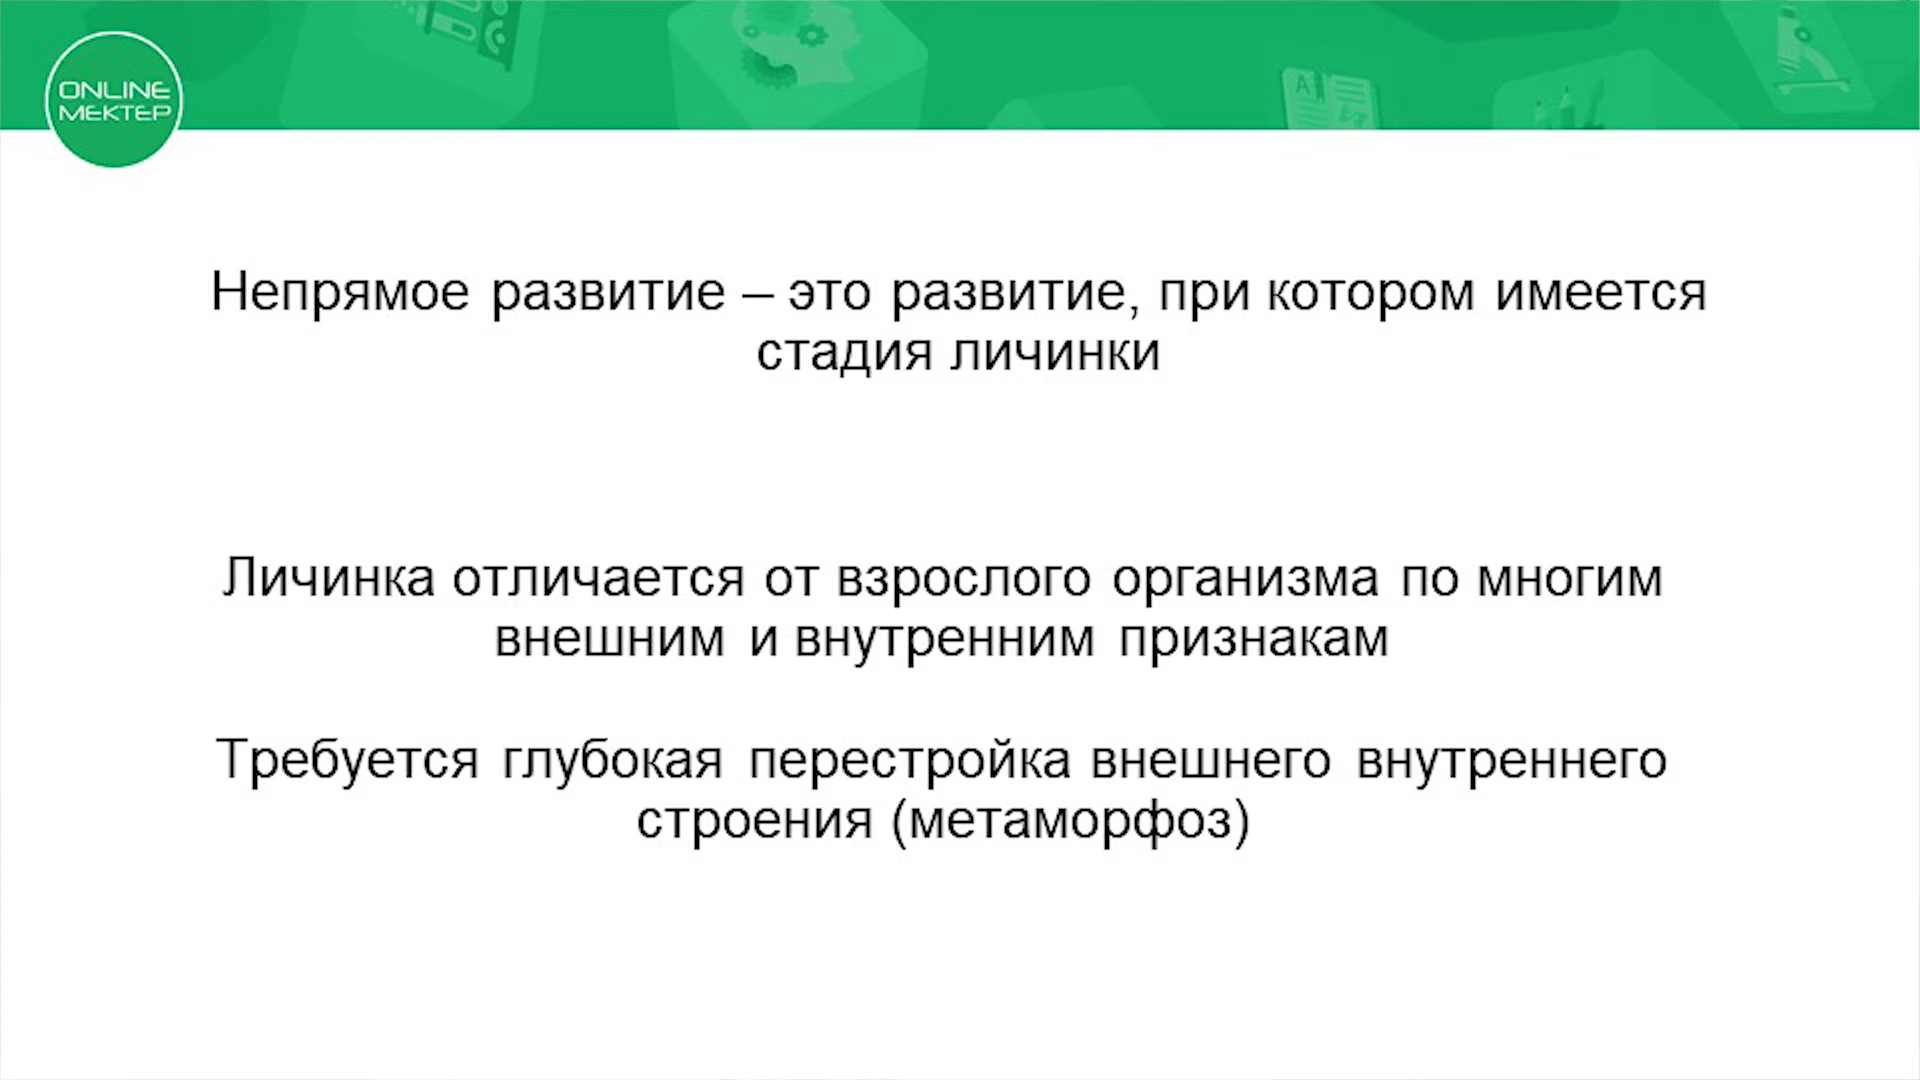 ONLINE
МЕКТЕР
Непрямое развитие – это развитие, при котором имеется
стадия личинки
Личинка отличается от взрослого организма по многим
внешним и внутренним признакам
Требуется глубокая перестройка внешнего внутреннего
строения (метаморфоз)